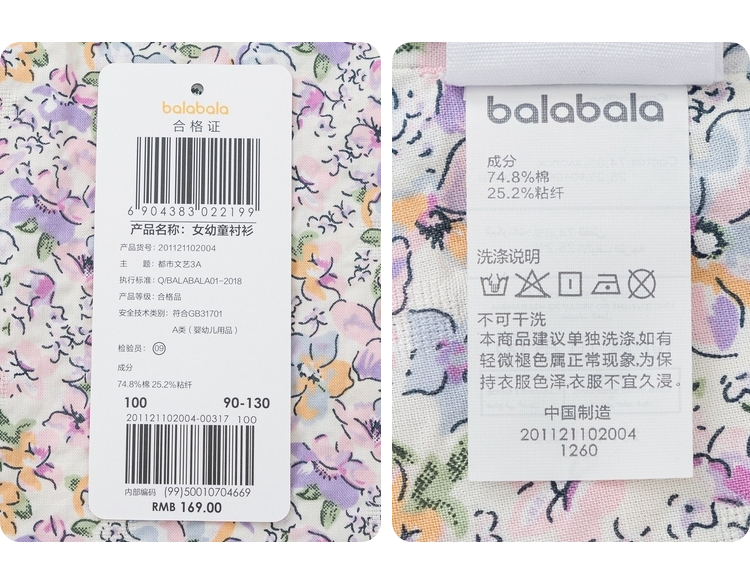 balabala
合格证
6 904383 022199
产品名称：女幼童衬衫
产品货号：201121102004
主　题：都市文艺3A
执行标准：Q/BALABALA01-2018
产品等级：合格品
安全技术类别：符合GB31701
A类（婴幼儿用品）
检验员：09
成分
74.8%棉 25.2%粘纤
100 90-130
201121102004-00317 100
内部编码 (99)50010704669
RMB 169.00
balabala
成分
74.8%棉
25.2%粘纤
洗涤说明
不可干洗
本商品建议单独洗涤,如有
轻微褪色属正常现象,为保
持衣服色泽,衣服不宜久浸。
中国制造
201121102004
1260